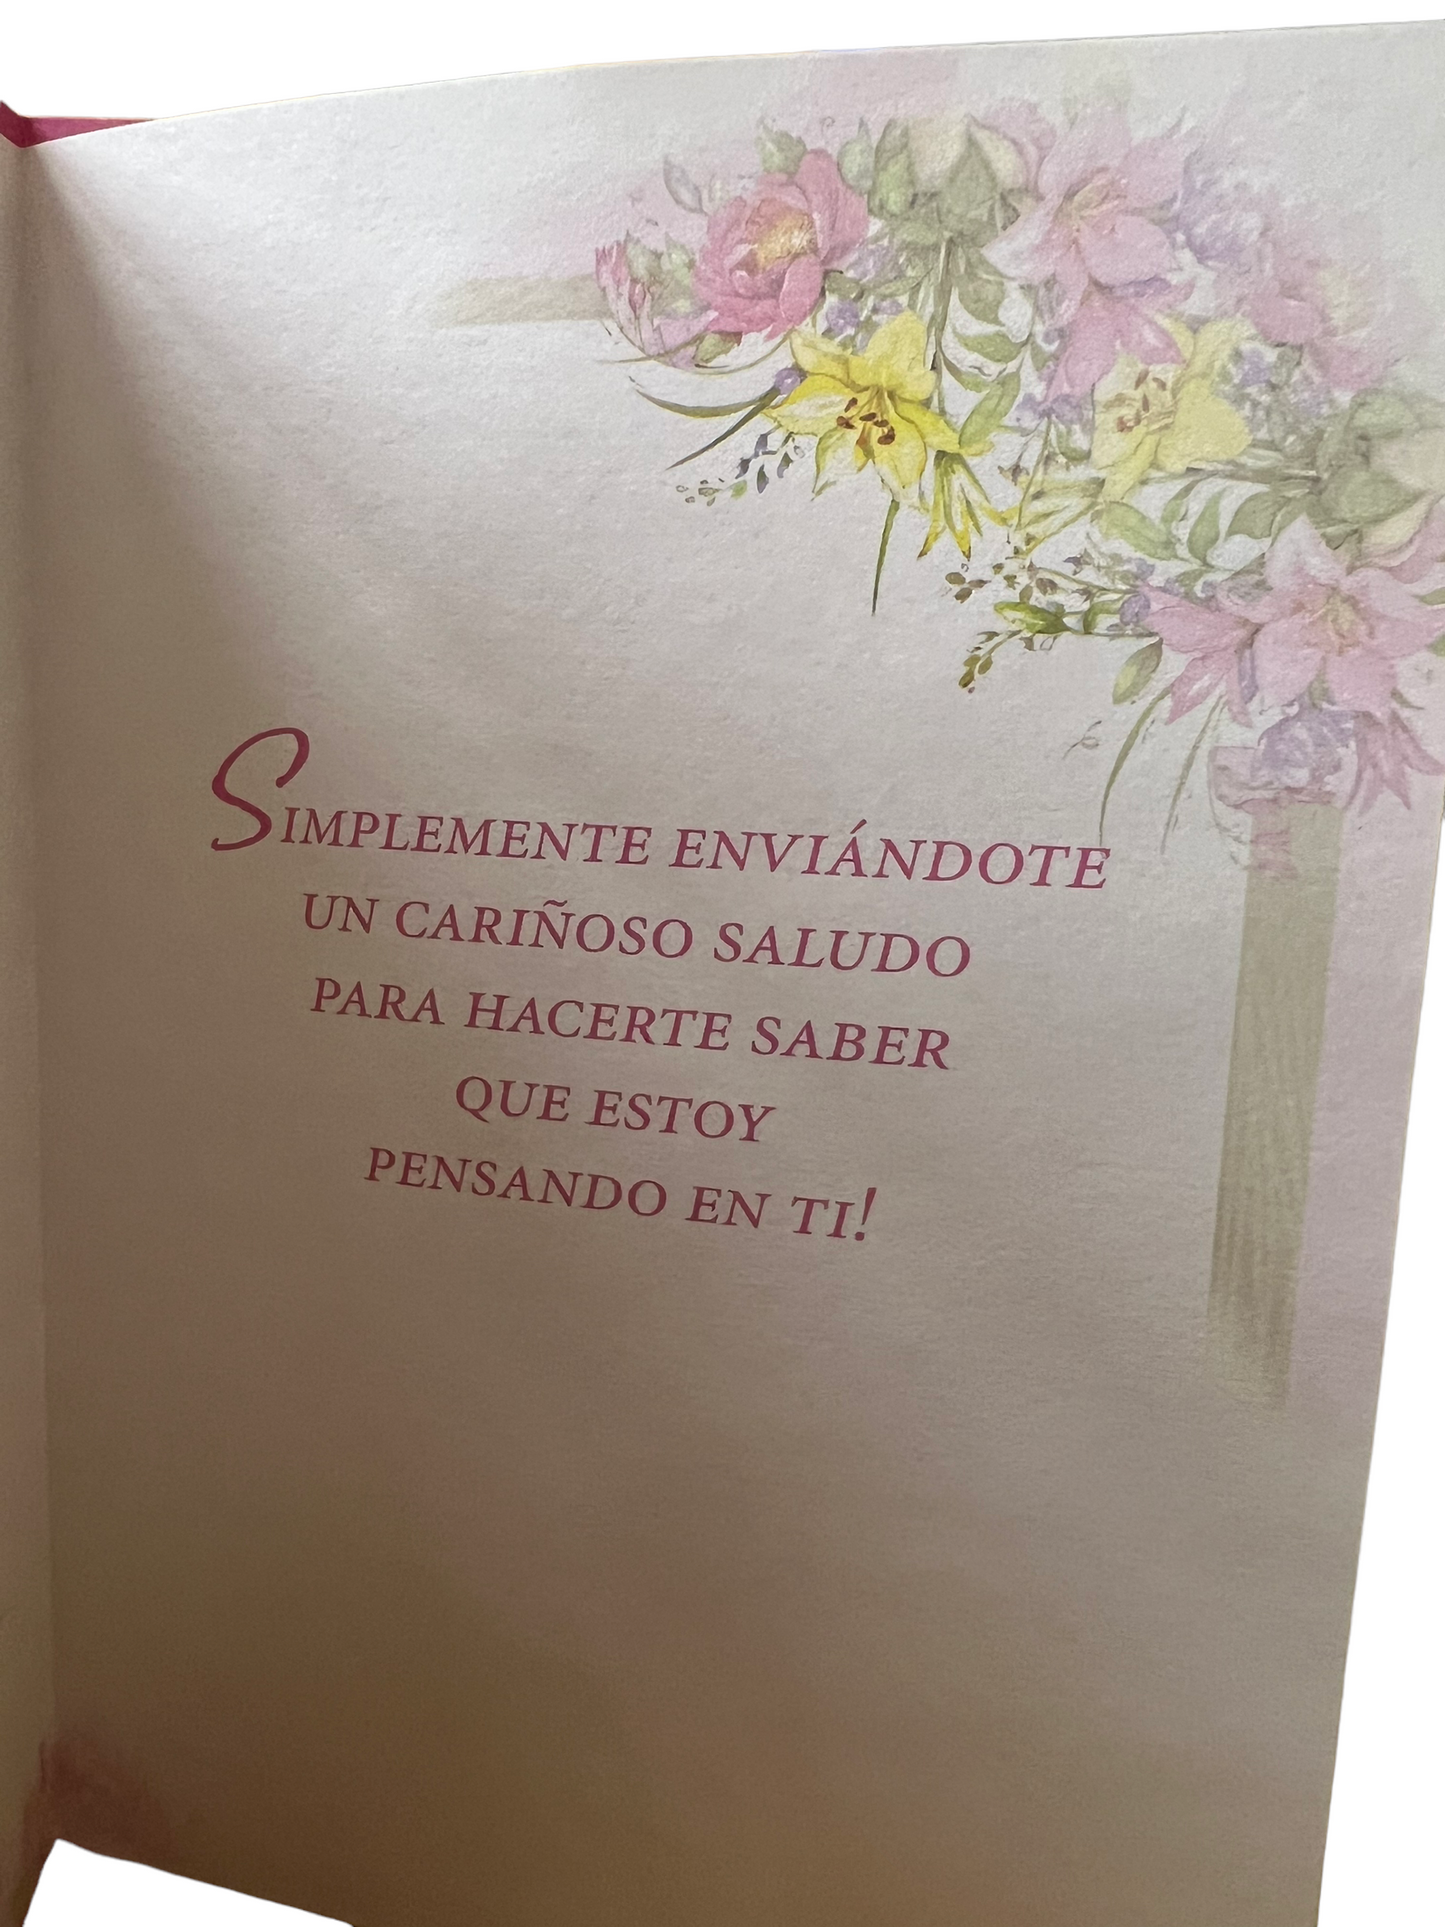 SIMPLEMENTE ENVIÁNDOTE
UN CARIÑOSO SALUDO
PARA HACERTE SABER
QUE ESTOY
PENSANDO EN TI!